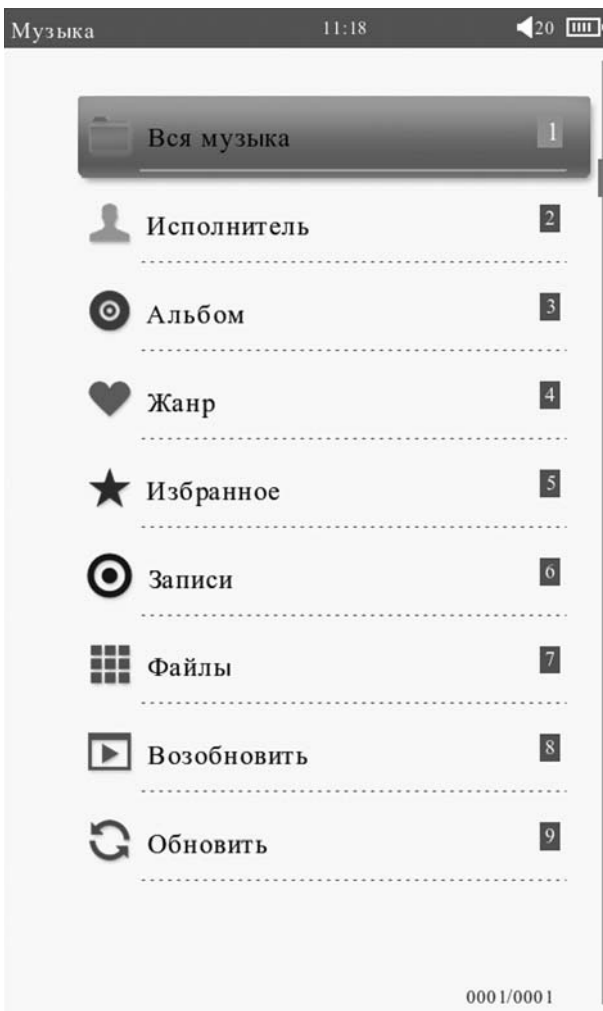 Музыка 11:18 20
Вся музыка 1
Исполнитель 2
Альбом 3
Жанр 4
Избранное 5
Записи 6
Файлы 7
Возобновить 8
Обновить 9
0001/0001